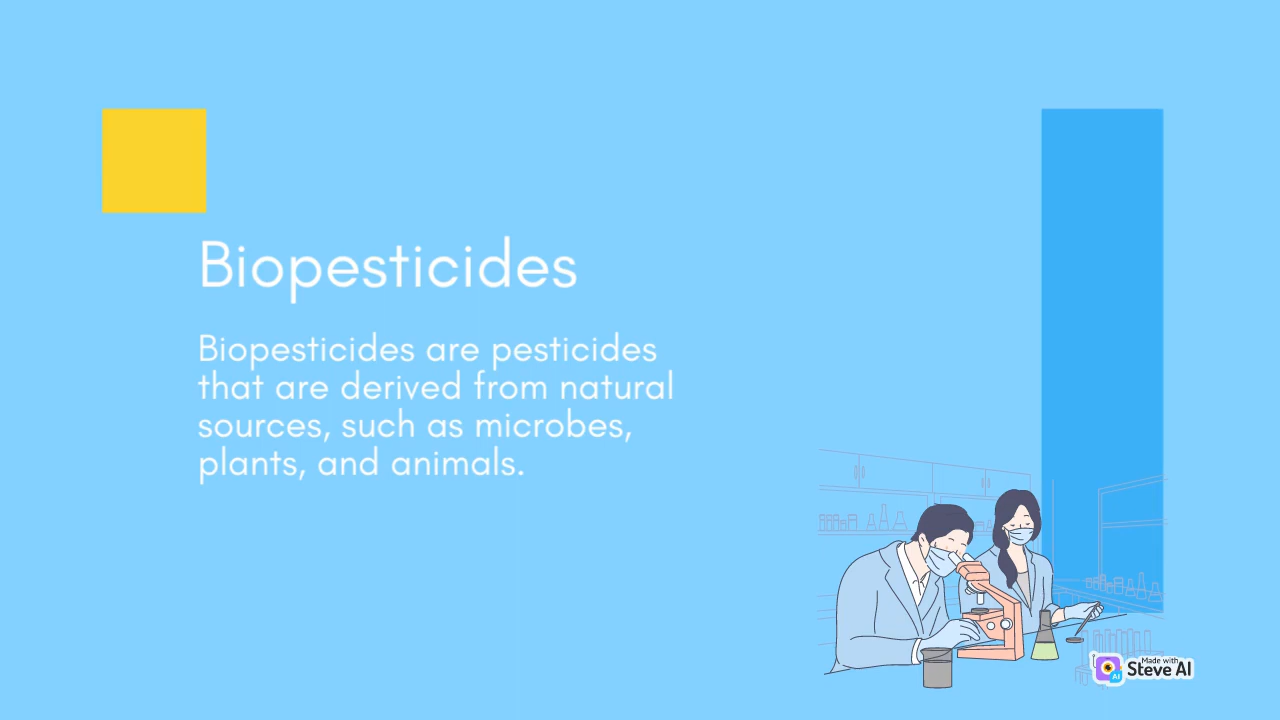 Biopesticides
Biopesticides are pesticides
that are derived from natural
sources, such as microbes,
plants, and animals.
Made with
Steve AI
AI